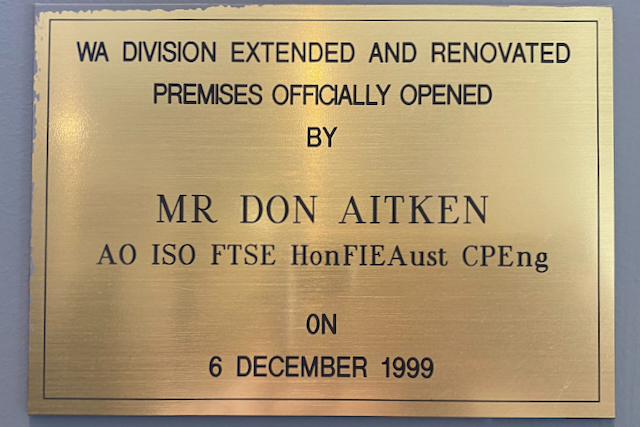 WA DIVISION EXTENDED AND RENOVATED
PREMISES OFFICIALLY OPENED
BY
MR DON AITKEN
AO ISO FTSE HonFIEAust CPEng
ON
6 DECEMBER 1999